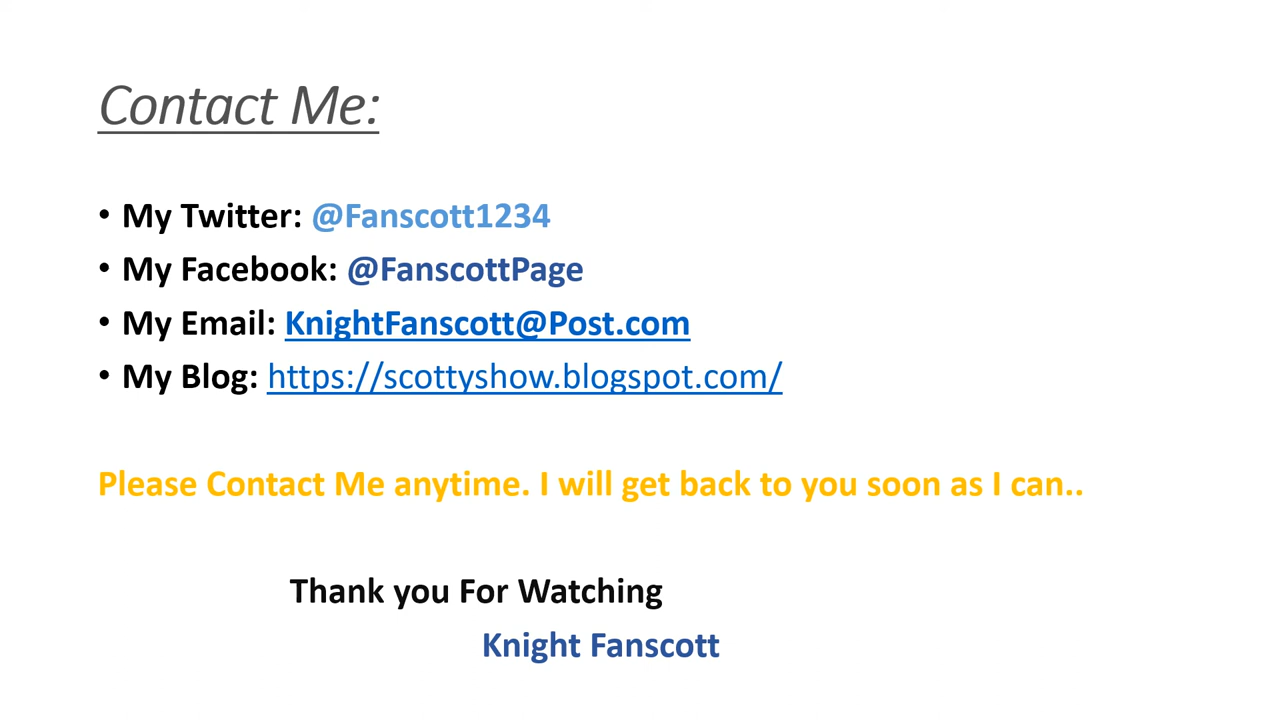 Contact Me:
• My Twitter: @Fanscott1234
• My Facebook: @FanscottPage
• My Email: KnightFanscott@Post.com
• My Blog: https://scottyshow.blogspot.com/
Please Contact Me anytime. I will get back to you soon as I can..
Thank you For Watching
Knight Fanscott